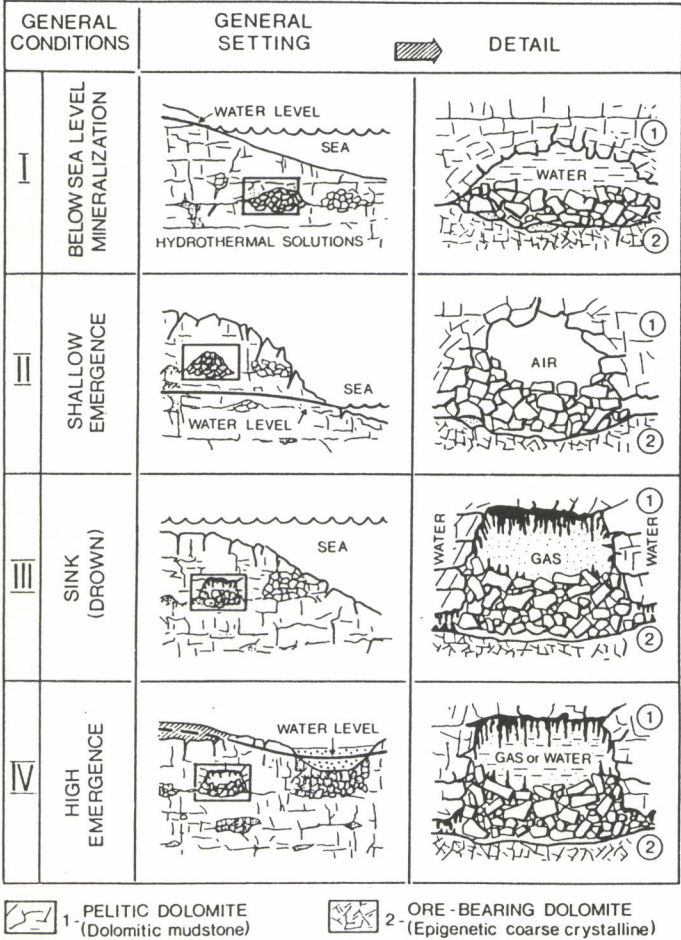 GENERAL
CONDITIONS
GENERAL
SETTING
DETAIL
I
BELOW SEA LEVEL
MINERALIZATION
WATER LEVEL
SEA
HYDROTHERMAL SOLUTIONS
WATER
1
2
II
SHALLOW
EMERGENCE
SEA
WATER LEVEL
AIR
1
2
III
SINK
(DROWN)
SEA
WATER
GAS
WATER
1
2
IV
HIGH
EMERGENCE
WATER LEVEL
GAS or WATER
1
2
1-PELITIC DOLOMITE
(Dolomitic mudstone)
2-ORE-BEARING DOLOMITE
(Epigenetic coarse crystalline)